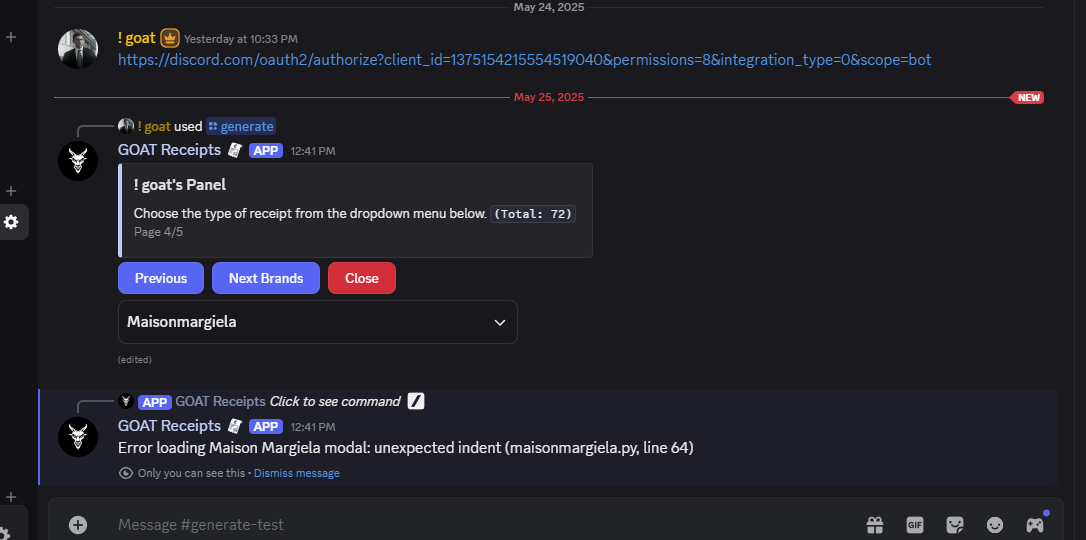 May 24, 2025
! goat Yesterday at 10:33 PM
https://discord.com/oauth2/authorize?client_id=1375154215554519040&permissions=8&integration_type=0&scope=bot
May 25, 2025 NEW
! goat used generate
GOAT Receipts APP 12:41 PM
! goat's Panel
Choose the type of receipt from the dropdown menu below. (Total: 72)
Page 4/5
Previous Next Brands Close
Maisonmargiela
(edited)
APP GOAT Receipts Click to see command
GOAT Receipts APP 12:41 PM
Error loading Maison Margiela modal: unexpected indent (maisonmargiela.py, line 64)
Only you can see this • Dismiss message
Message #generate-test GIF